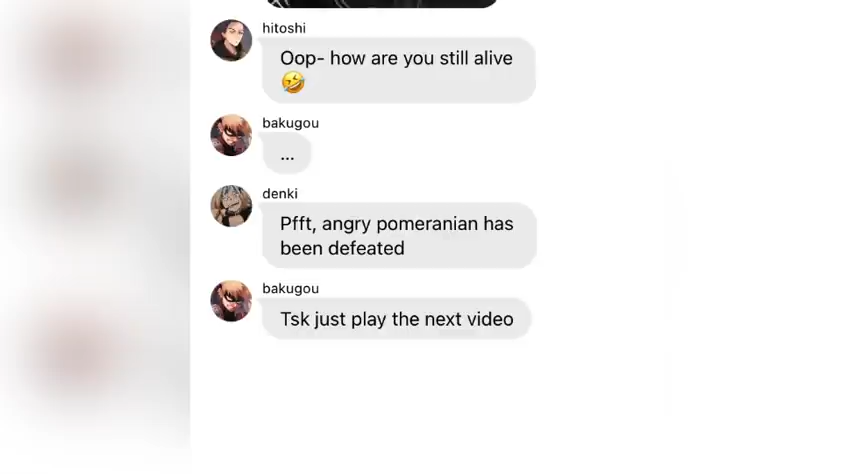 hitoshi
Oop- how are you still alive
🤣
bakugou
...
denki
Pfft, angry pomeranian has
been defeated
bakugou
Tsk just play the next video